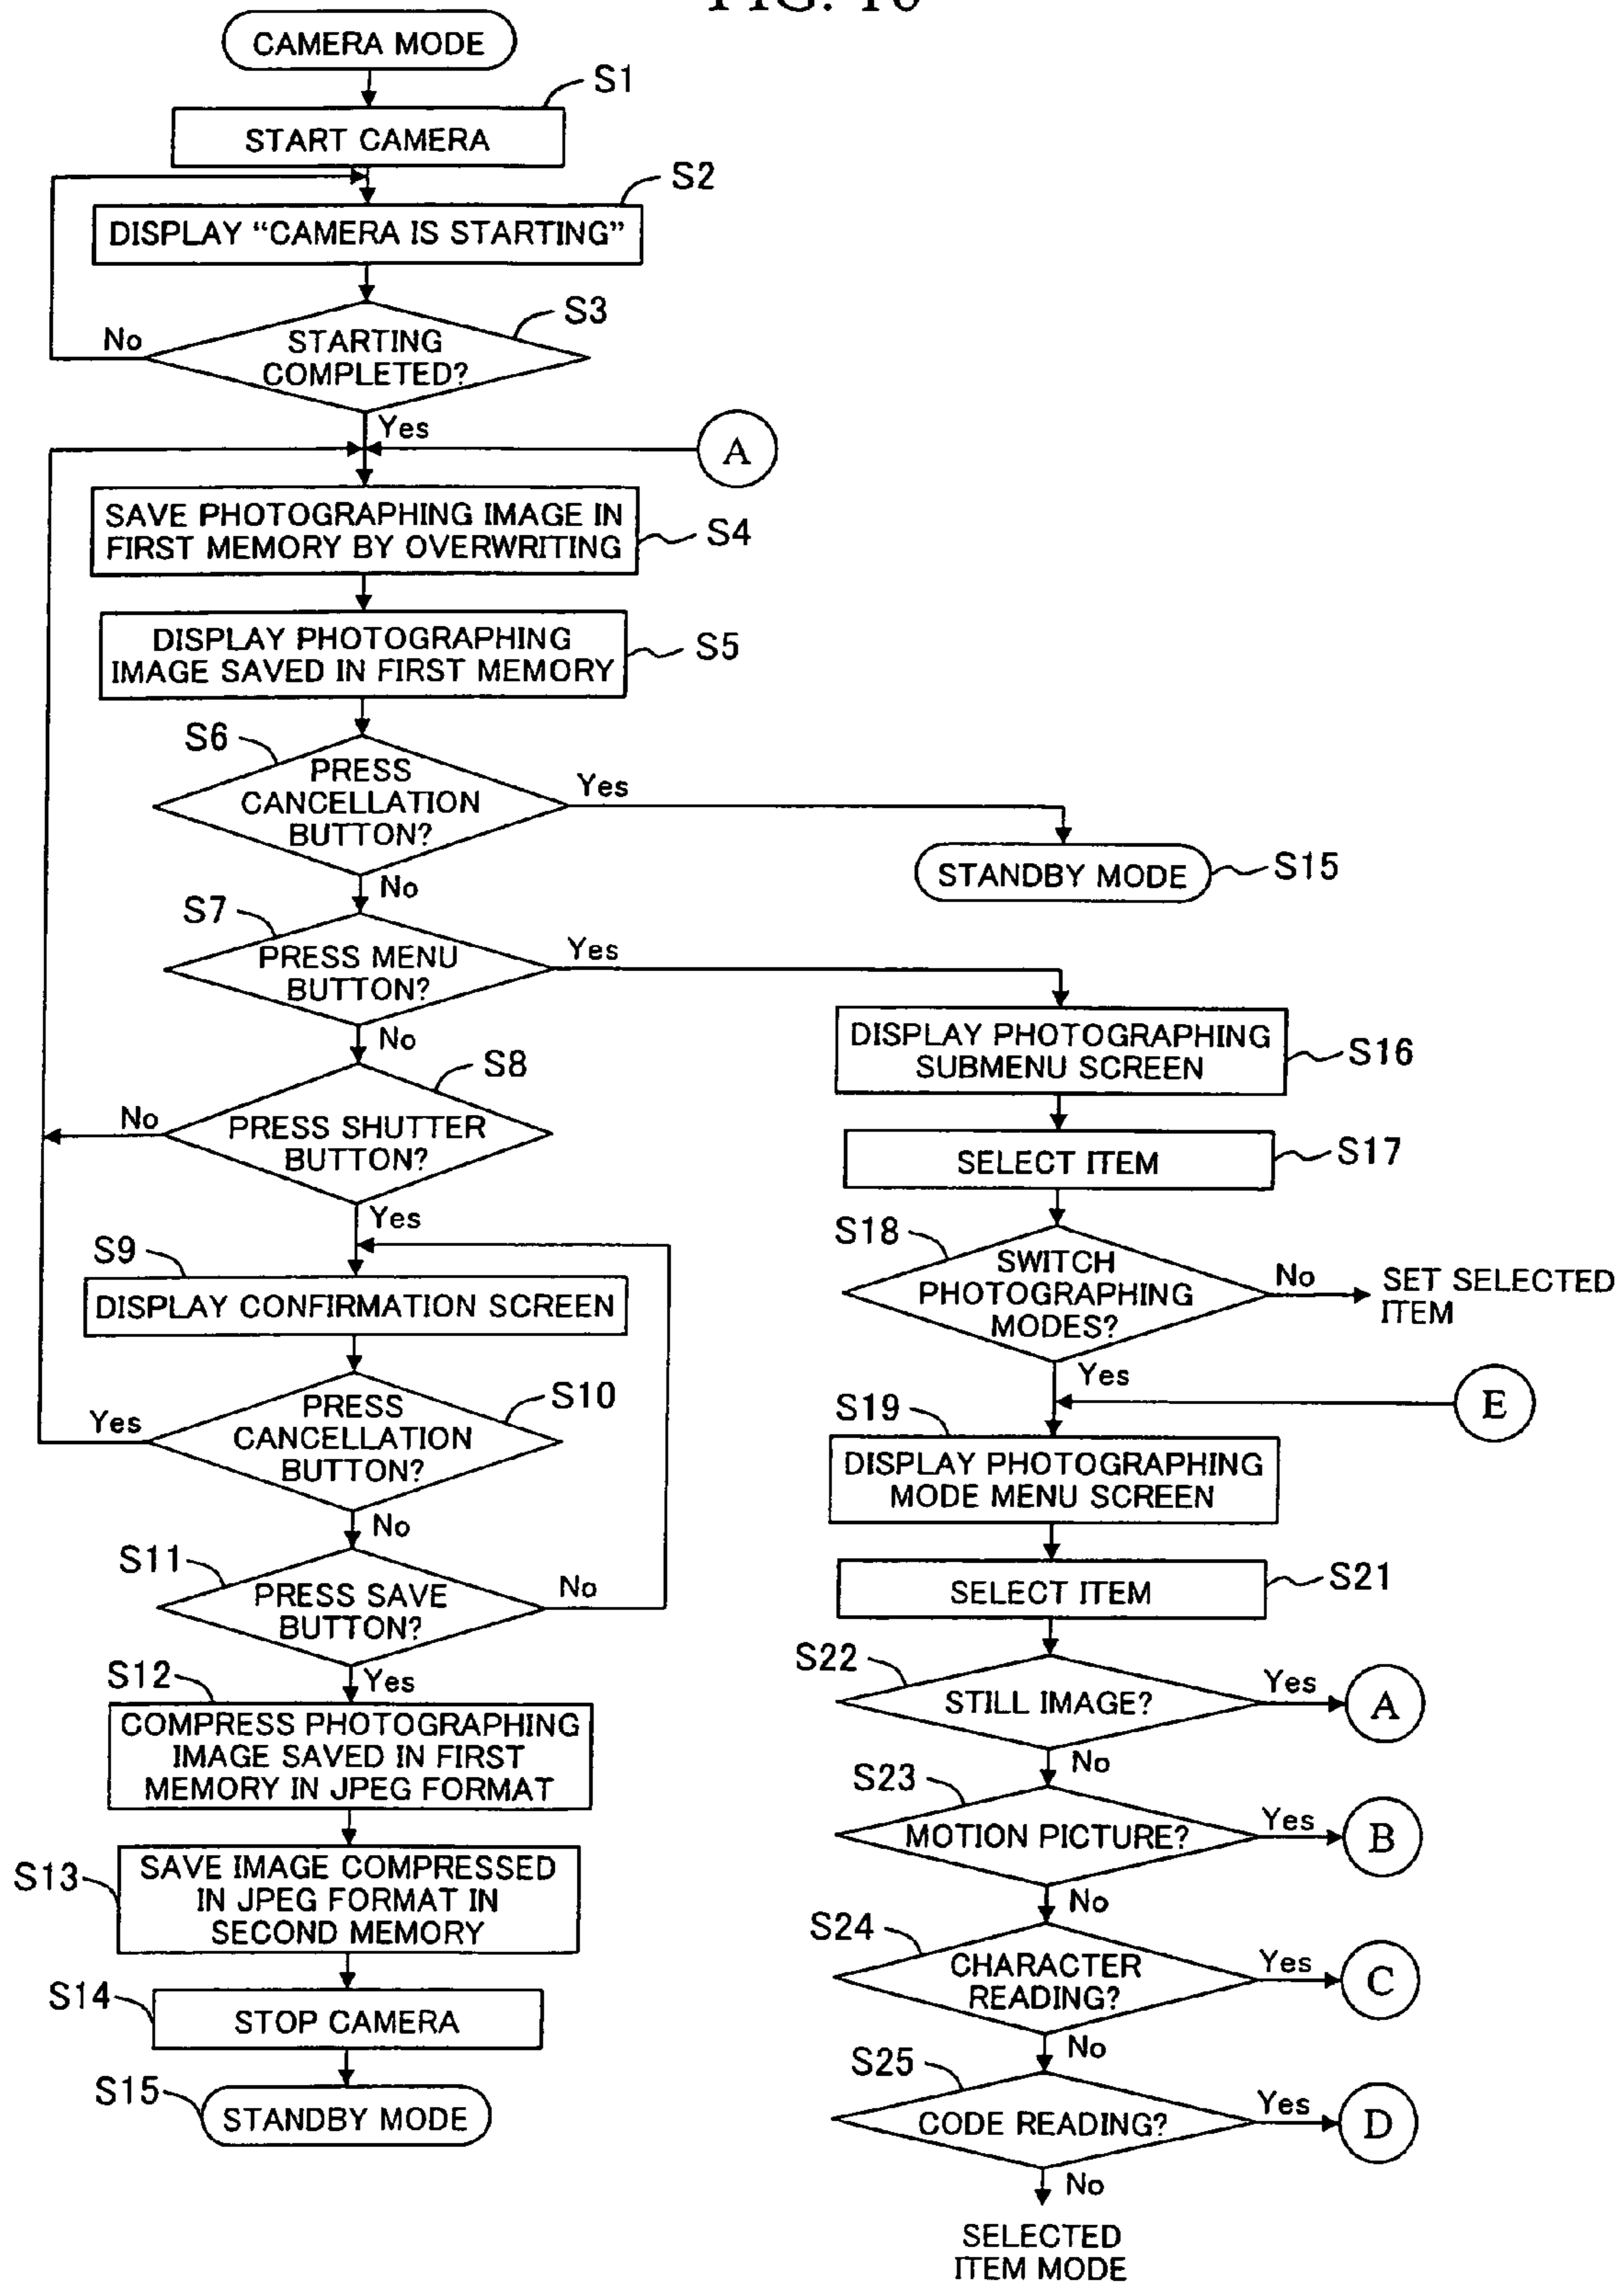 FIG. 10
CAMERA MODE
S1
START CAMERA
S2
DISPLAY “CAMERA IS STARTING”
S3
No
STARTING
COMPLETED?
Yes
A
SAVE PHOTOGRAPHING IMAGE IN
FIRST MEMORY BY OVERWRITING
S4
DISPLAY PHOTOGRAPHING
IMAGE SAVED IN FIRST MEMORY
S5
S6
PRESS
CANCELLATION
BUTTON?
Yes
STANDBY MODE
S15
No
S7
PRESS MENU
BUTTON?
Yes
No
S8
No
PRESS SHUTTER
BUTTON?
Yes
S9
DISPLAY CONFIRMATION SCREEN
S10
Yes
PRESS
CANCELLATION
BUTTON?
No
S11
PRESS SAVE
BUTTON?
No
Yes
S12
COMPRESS PHOTOGRAPHING
IMAGE SAVED IN FIRST
MEMORY IN JPEG FORMAT
S13
SAVE IMAGE COMPRESSED
IN JPEG FORMAT IN
SECOND MEMORY
S14
STOP CAMERA
S15
STANDBY MODE
DISPLAY PHOTOGRAPHING
SUBMENU SCREEN
S16
SELECT ITEM
S17
S18
SWITCH
PHOTOGRAPHING
MODES?
No
SET SELECTED
ITEM
Yes
E
S19
DISPLAY PHOTOGRAPHING
MODE MENU SCREEN
SELECT ITEM
S21
S22
STILL IMAGE?
Yes
A
No
S23
MOTION PICTURE?
Yes
B
No
S24
CHARACTER
READING?
Yes
C
No
S25
CODE READING?
Yes
D
No
SELECTED
ITEM MODE